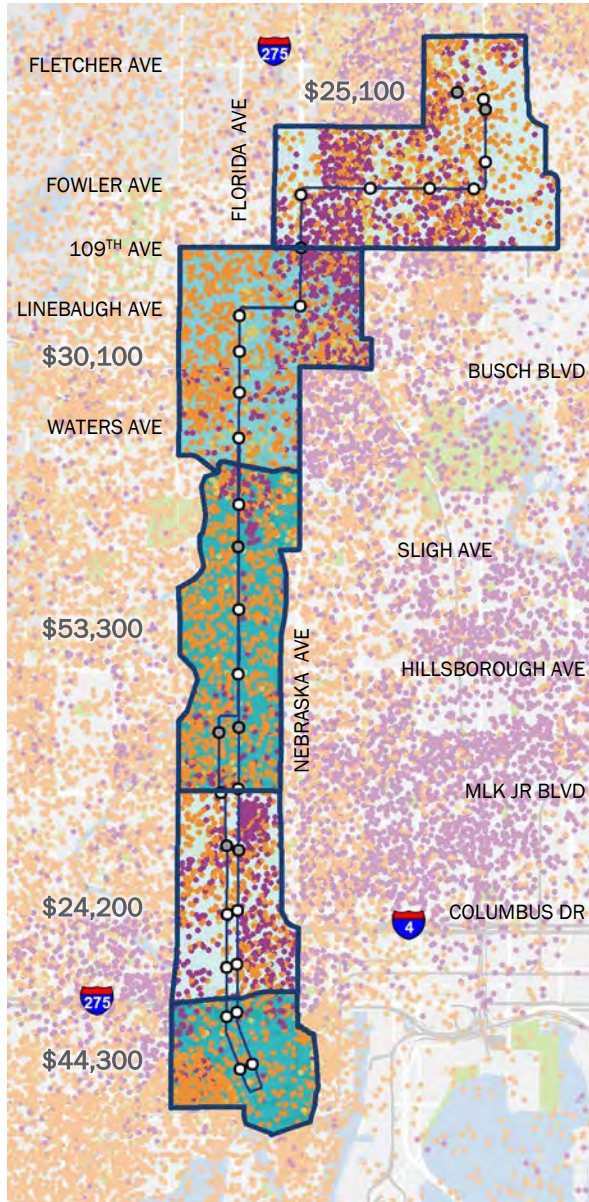 275
FLETCHER AVE
$25,100
FLORIDA AVE
FOWLER AVE
109TH AVE
LINEBAUGH AVE
$30,100
BUSCH BLVD
WATERS AVE
SLIGH AVE
$53,300
NEBRASKA AVE
HILLSBOROUGH AVE
MLK JR BLVD
$24,200
COLUMBUS DR
4
275
$44,300